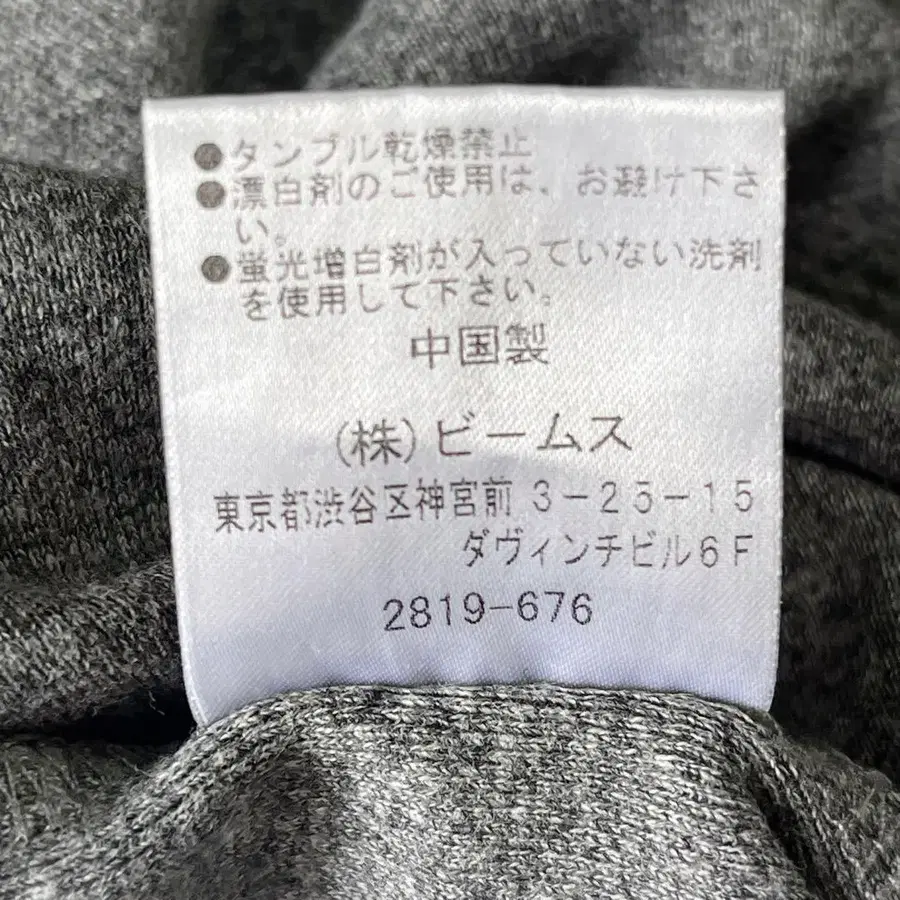 ●タンブル乾燥禁止
●漂白剤のご使用は、お避け下さ
い。
●蛍光増白剤が入っていない洗剤
を使用して下さい。
中国製
(株)ビームス
東京都渋谷区神宮前3-25-15
ダヴィンチビル6F
2819-676